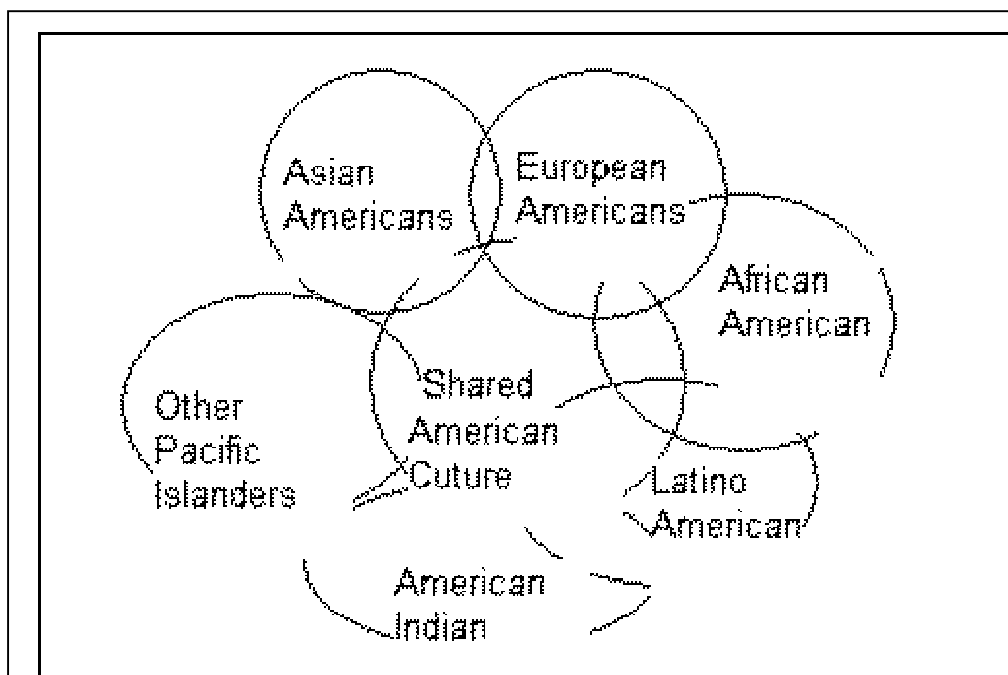 Asian
Americans
European
Americans
African
American
Shared
American
Cuture
Other
Pacific
Islanders
Latino
American
American
Indian